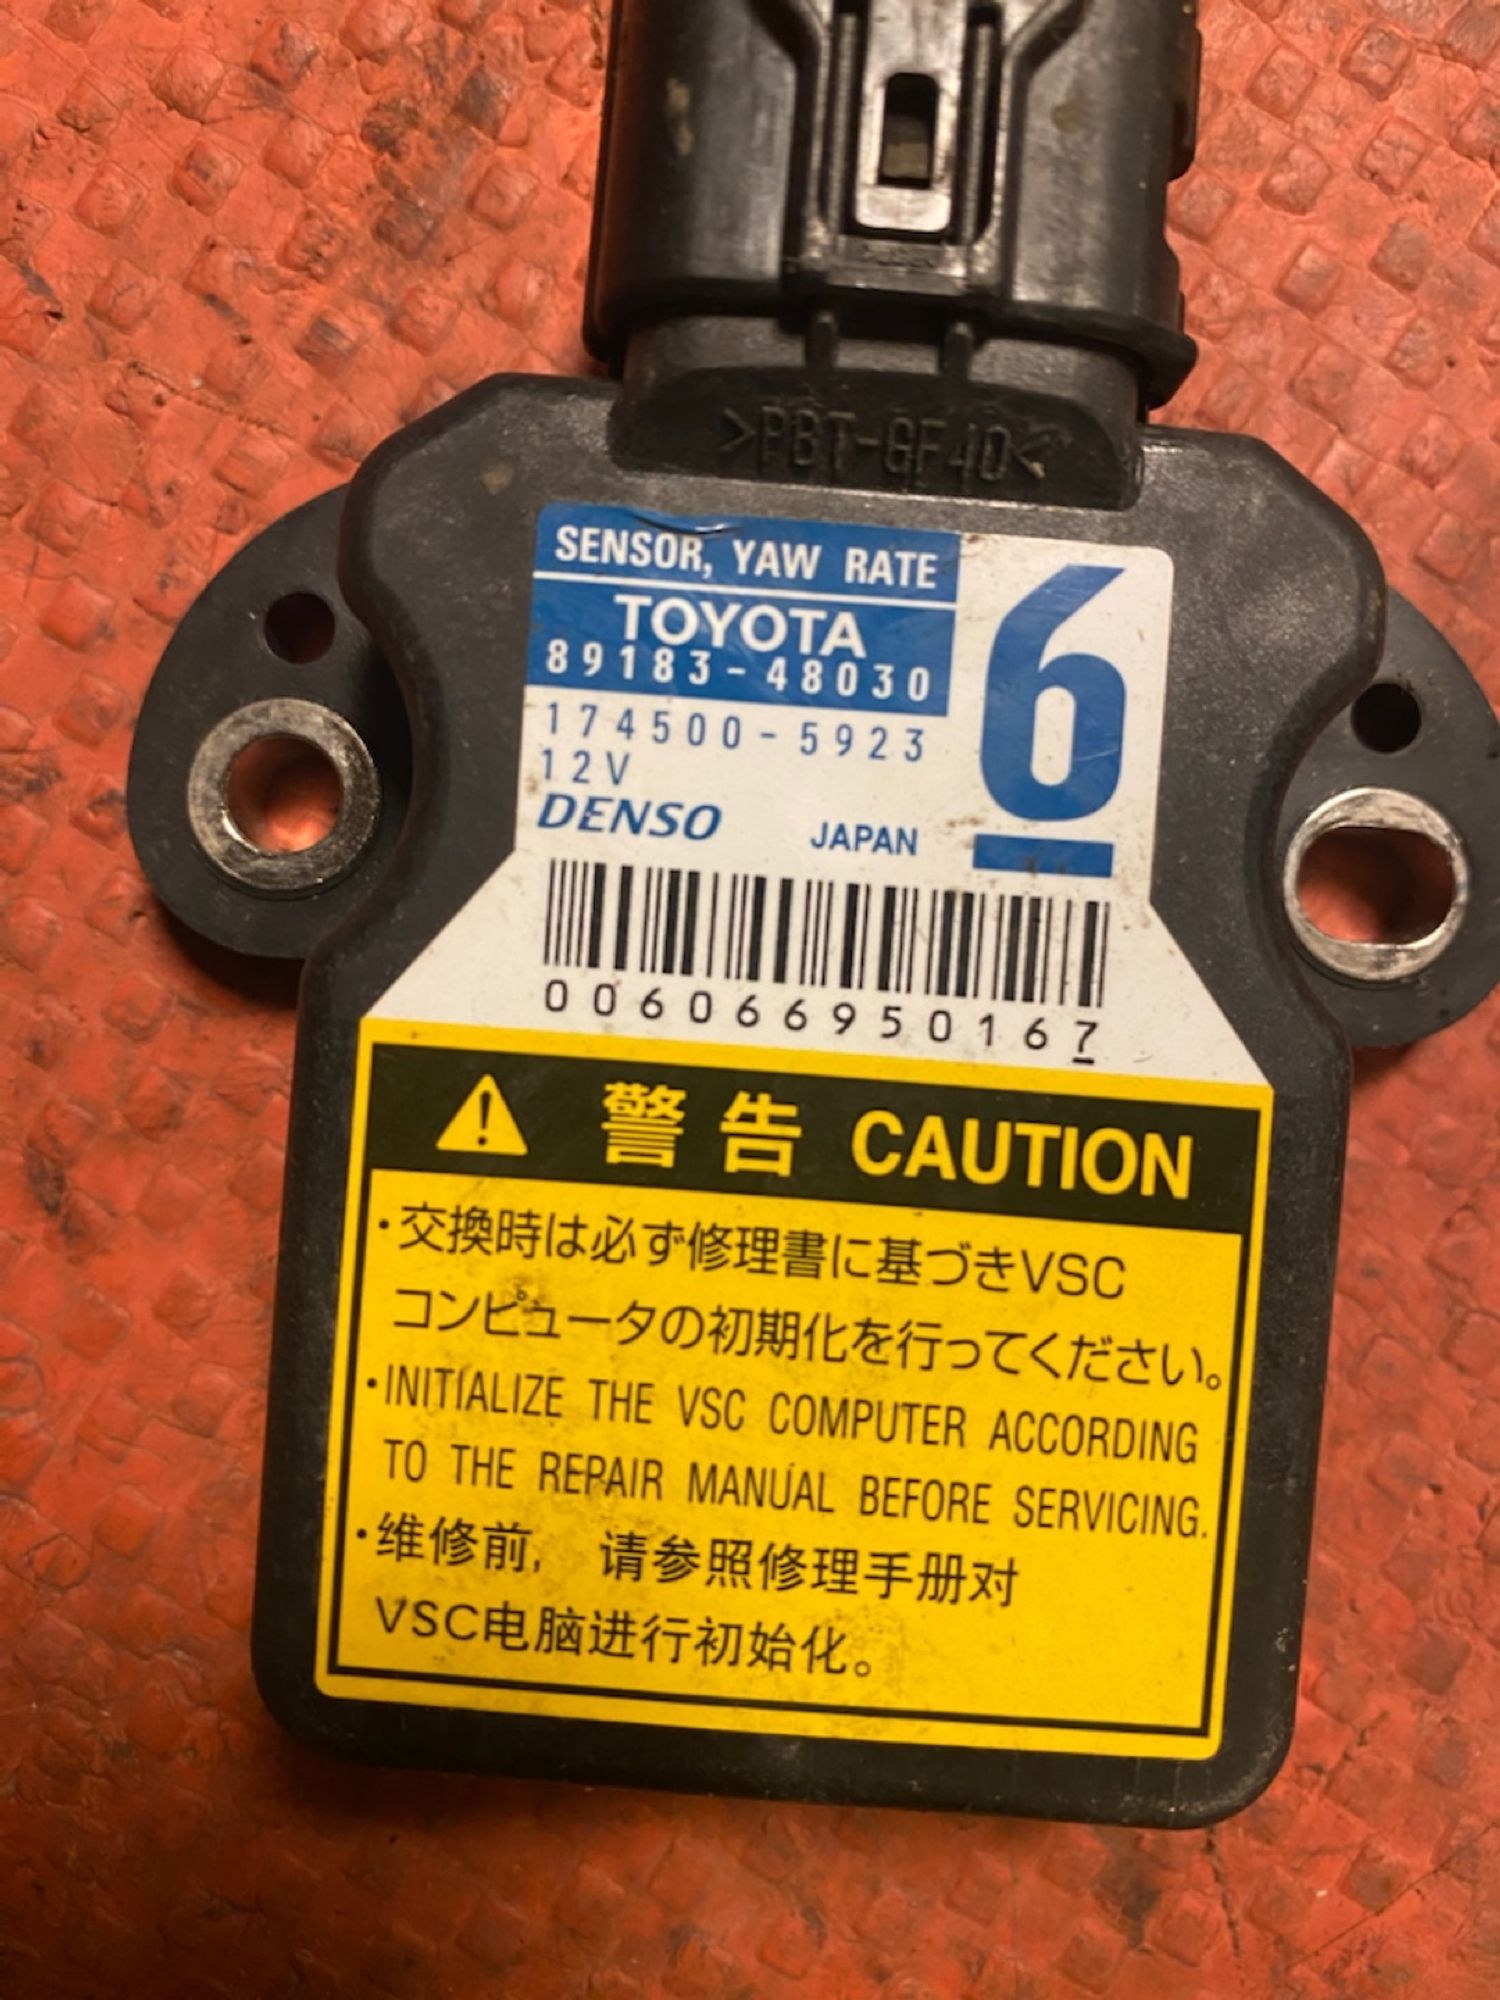 >PBT-GF40<
SENSOR, YAW RATE
TOYOTA
89183-48030
6
174500-5923
12V
DENSO JAPAN
006066950167
警告 CAUTION
・交換時は必ず修理書に基づきVSC
コンピュータの初期化を行ってください。
・INITIALIZE THE VSC COMPUTER ACCORDING
TO THE REPAIR MANUAL BEFORE SERVICING.
・维修前, 请参照修理手册对
VSC电脑进行初始化。